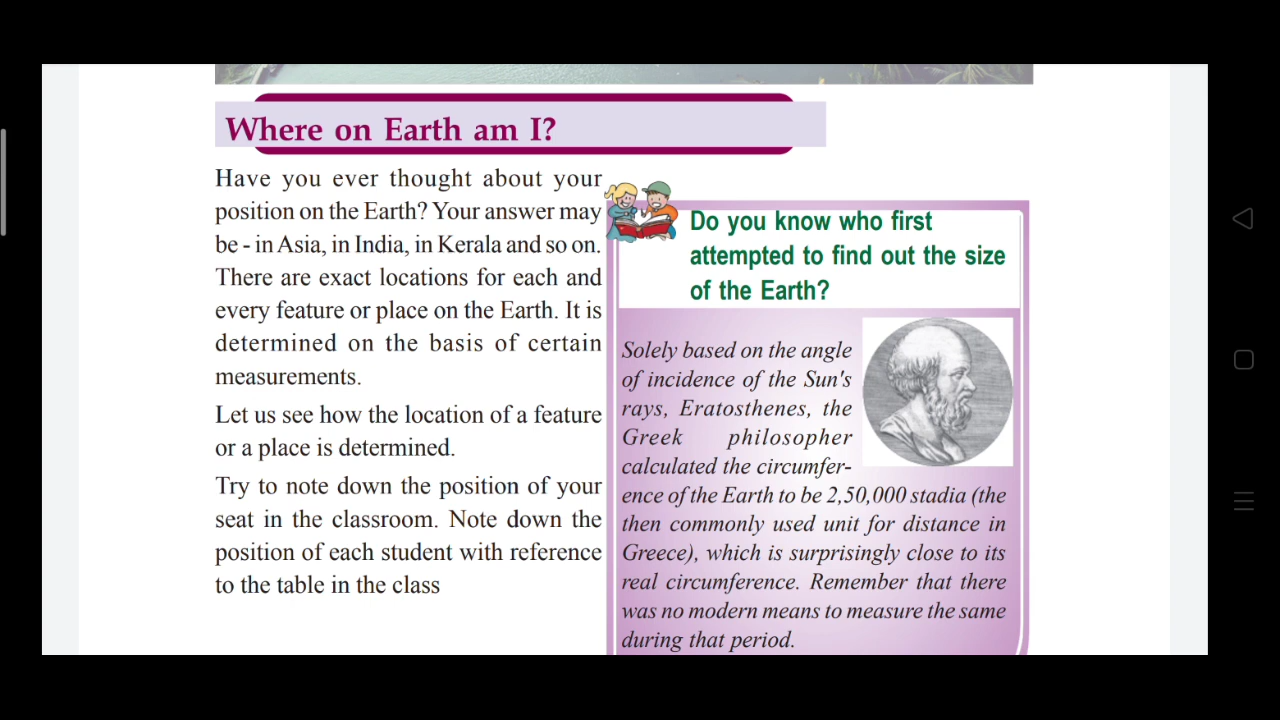 Where on Earth am I?
Have you ever thought about your
position on the Earth? Your answer may
be - in Asia, in India, in Kerala and so on.
There are exact locations for each and
every feature or place on the Earth. It is
determined on the basis of certain
measurements.
Let us see how the location of a feature
or a place is determined.
Try to note down the position of your
seat in the classroom. Note down the
position of each student with reference
to the table in the class
Do you know who first
attempted to find out the size
of the Earth?
Solely based on the angle
of incidence of the Sun's
rays, Eratosthenes, the
Greek philosopher
calculated the circumfer-
ence of the Earth to be 2,50,000 stadia (the
then commonly used unit for distance in
Greece), which is surprisingly close to its
real circumference. Remember that there
was no modern means to measure the same
during that period.